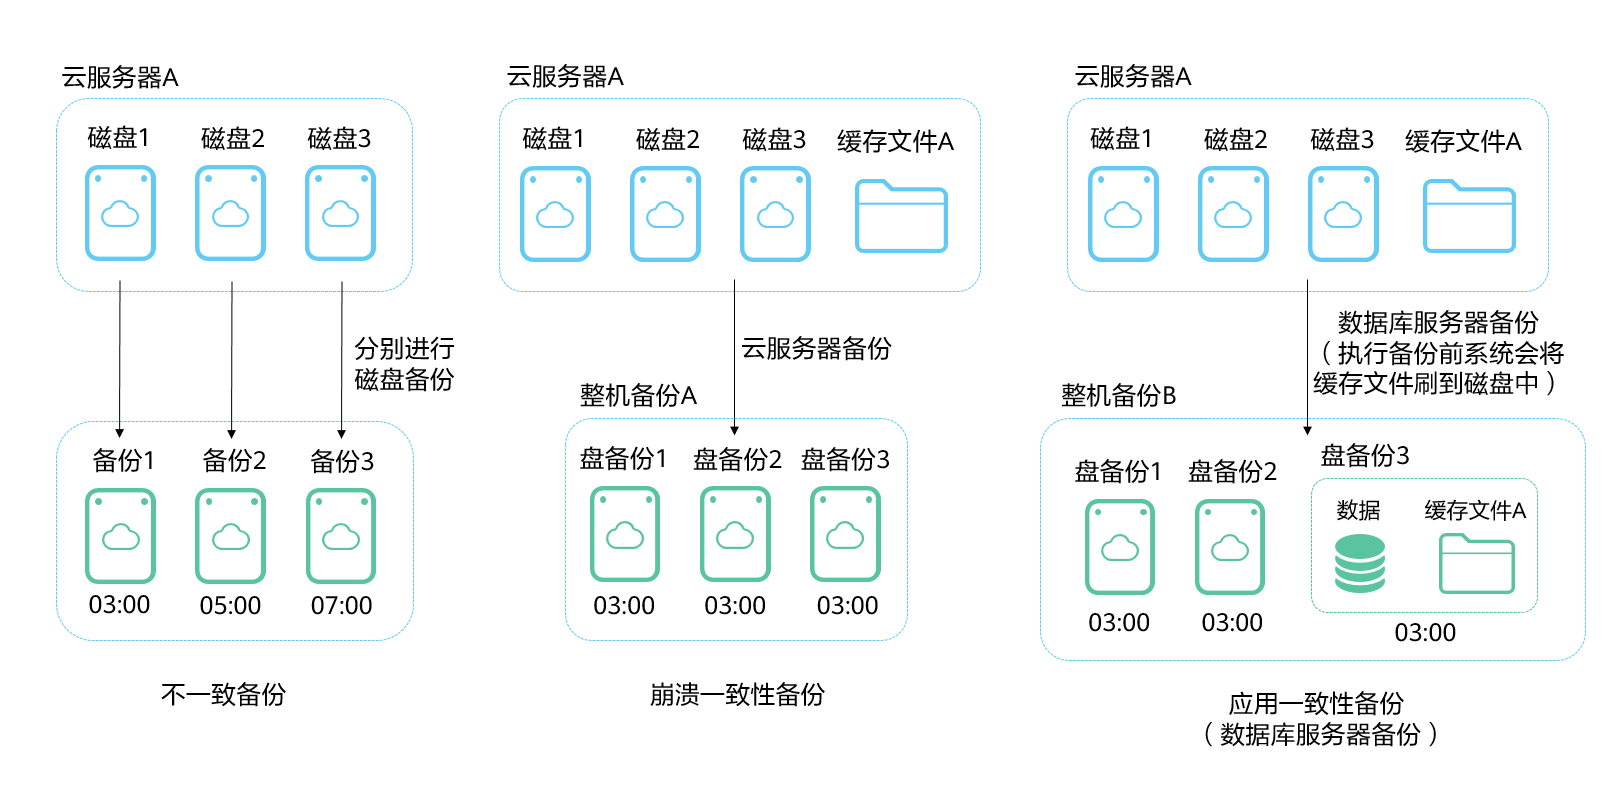 云服务器A
磁盘1
磁盘2
磁盘3
分别进行
磁盘备份
备份1
备份2
备份3
03:00
05:00
07:00
不一致备份
云服务器A
磁盘1
磁盘2
磁盘3
缓存文件A
云服务器备份
整机备份A
盘备份1
盘备份2
盘备份3
03:00
03:00
03:00
崩溃一致性备份
云服务器A
磁盘1
磁盘2
磁盘3
缓存文件A
数据库服务器备份
（执行备份前系统会将
缓存文件刷到磁盘中）
整机备份B
盘备份1
盘备份2
盘备份3
数据
缓存文件A
03:00
03:00
03:00
应用一致性备份
（数据库服务器备份）